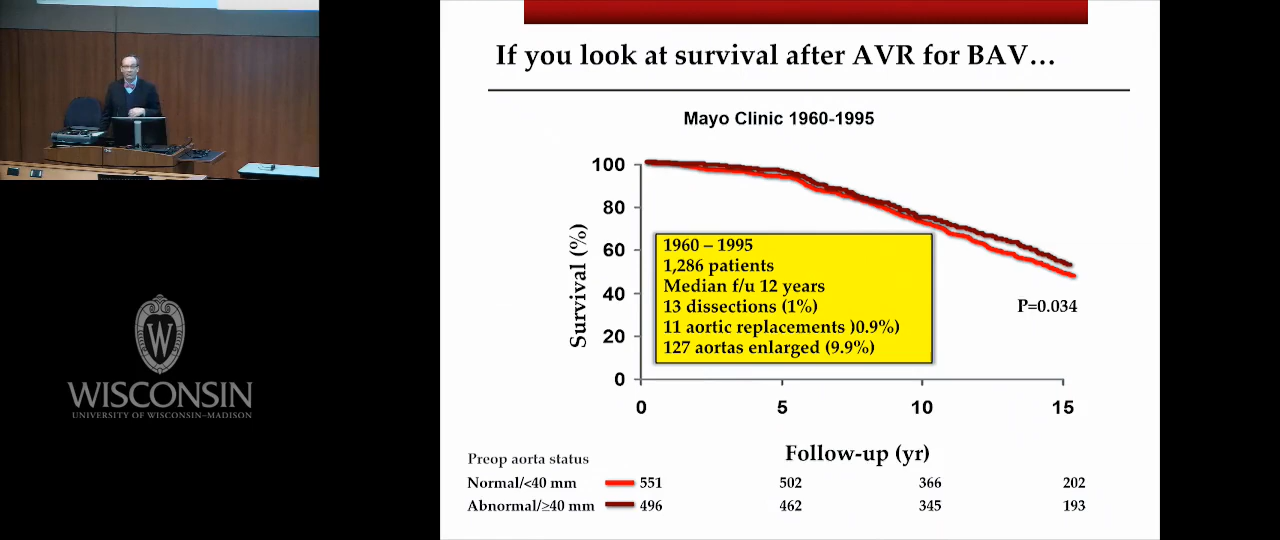 If you look at survival after AVR for BAV…
Mayo Clinic 1960-1995
Survival (%)
100
80
60
40
20
0
1960 – 1995
1,286 patients
Median f/u 12 years
13 dissections (1%)
11 aortic replacements )0.9%)
127 aortas enlarged (9.9%)
P=0.034
0 5 10 15
Follow-up (yr)
Preop aorta status
Normal/<40 mm 551 502 366 202
Abnormal/≥40 mm 496 462 345 193
W
WISCONSIN
UNIVERSITY OF WISCONSIN–MADISON